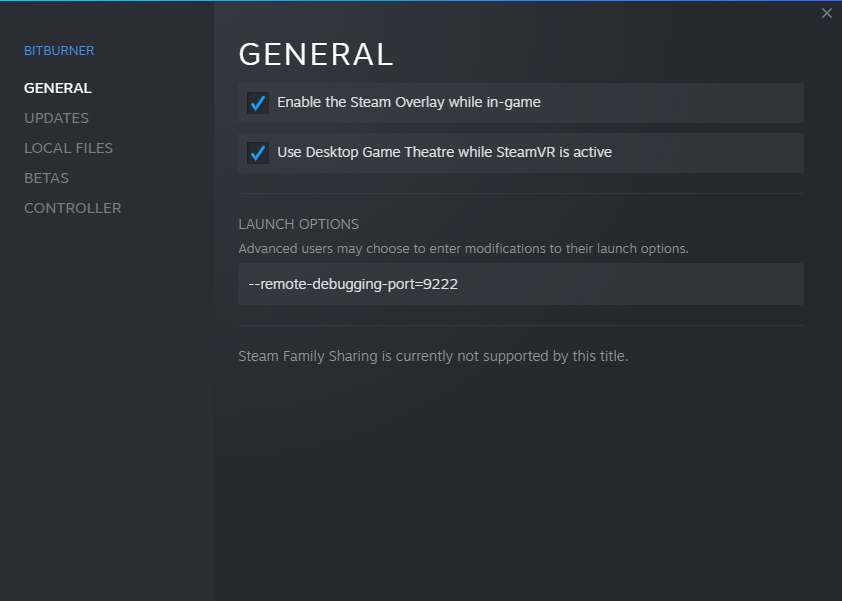 BITBURNER
GENERAL
UPDATES
LOCAL FILES
BETAS
CONTROLLER
GENERAL
Enable the Steam Overlay while in-game
Use Desktop Game Theatre while SteamVR is active
LAUNCH OPTIONS
Advanced users may choose to enter modifications to their launch options.
--remote-debugging-port=9222
Steam Family Sharing is currently not supported by this title.